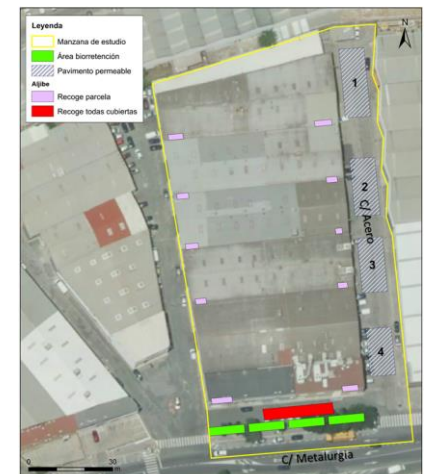 Leyenda
Manzana de estudio
Área biorretención
Pavimento permeable
Aljibe
Recoge parcela
Recoge todas cubiertas
N
1
2
C/ Acero
3
4
0 30
m
C/ Metalurgia